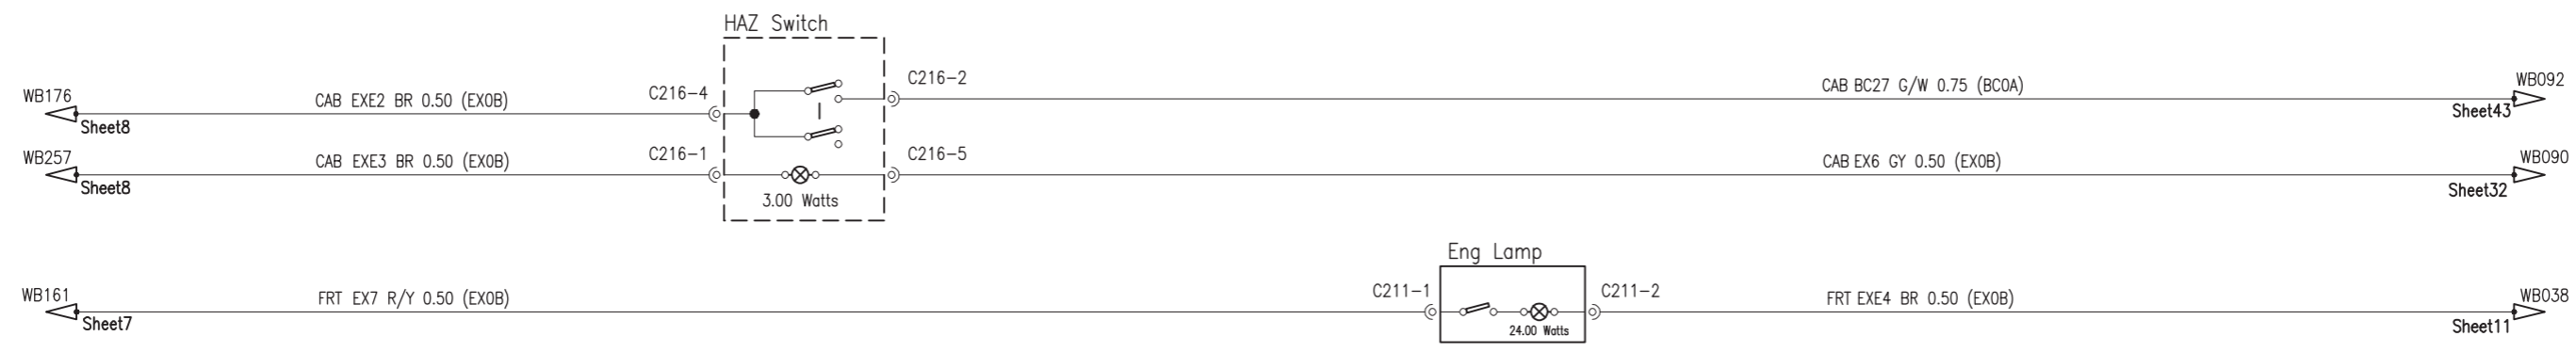 HAZ Switch
C216-2
WB092
CAB BC27 G/W 0.75 (BC0A)
C216-4
WB176
CAB EXE2 BR 0.50 (EX0B)
Sheet43
Sheet8
C216-1
C216-5
WB257
CAB EXE3 BR 0.50 (EX0B)
CAB EX6 GY 0.50 (EX0B)
WB090
Sheet8
Sheet32
3.00 Watts
Eng Lamp
C211-1
C211-2
WB161
FRT EX7 R/Y 0.50 (EX0B)
FRT EXE4 BR 0.50 (EX0B)
WB038
Sheet7
24.00 Watts
Sheet11